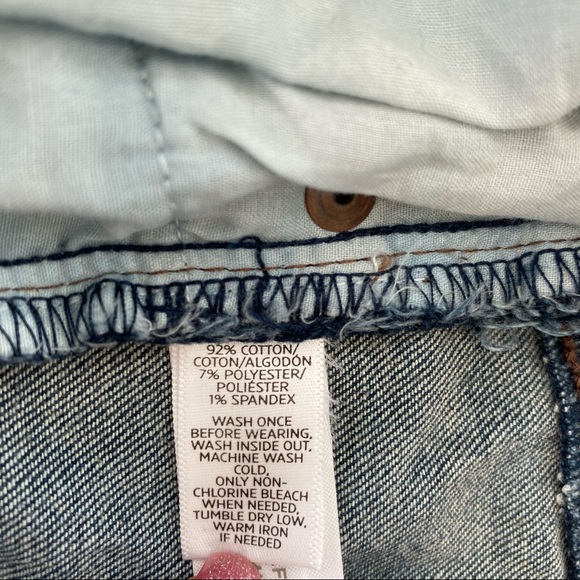 92% COTTON/
COTON/ALGODÓN
7% POLYESTER/
POLIÉSTER
1% SPANDEX
WASH ONCE
BEFORE WEARING,
WASH INSIDE OUT,
MACHINE WASH
COLD,
ONLY NON-
CHLORINE BLEACH
WHEN NEEDED,
TUMBLE DRY LOW,
WARM IRON
IF NEEDED